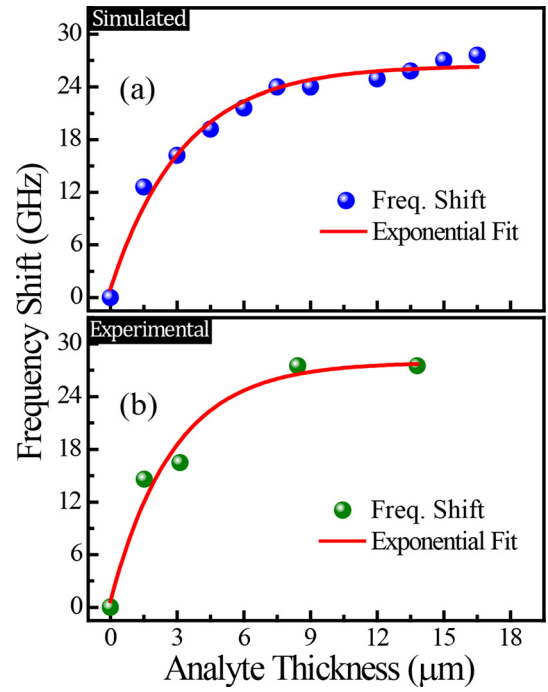 Simulated
30
24
18
12
6
0
(a)
Freq. Shift
Exponential Fit
Frequency Shift (GHz)
Experimental
30
24
18
12
6
0
(b)
Freq. Shift
Exponential Fit
0 3 6 9 12 15 18
Analyte Thickness (μm)